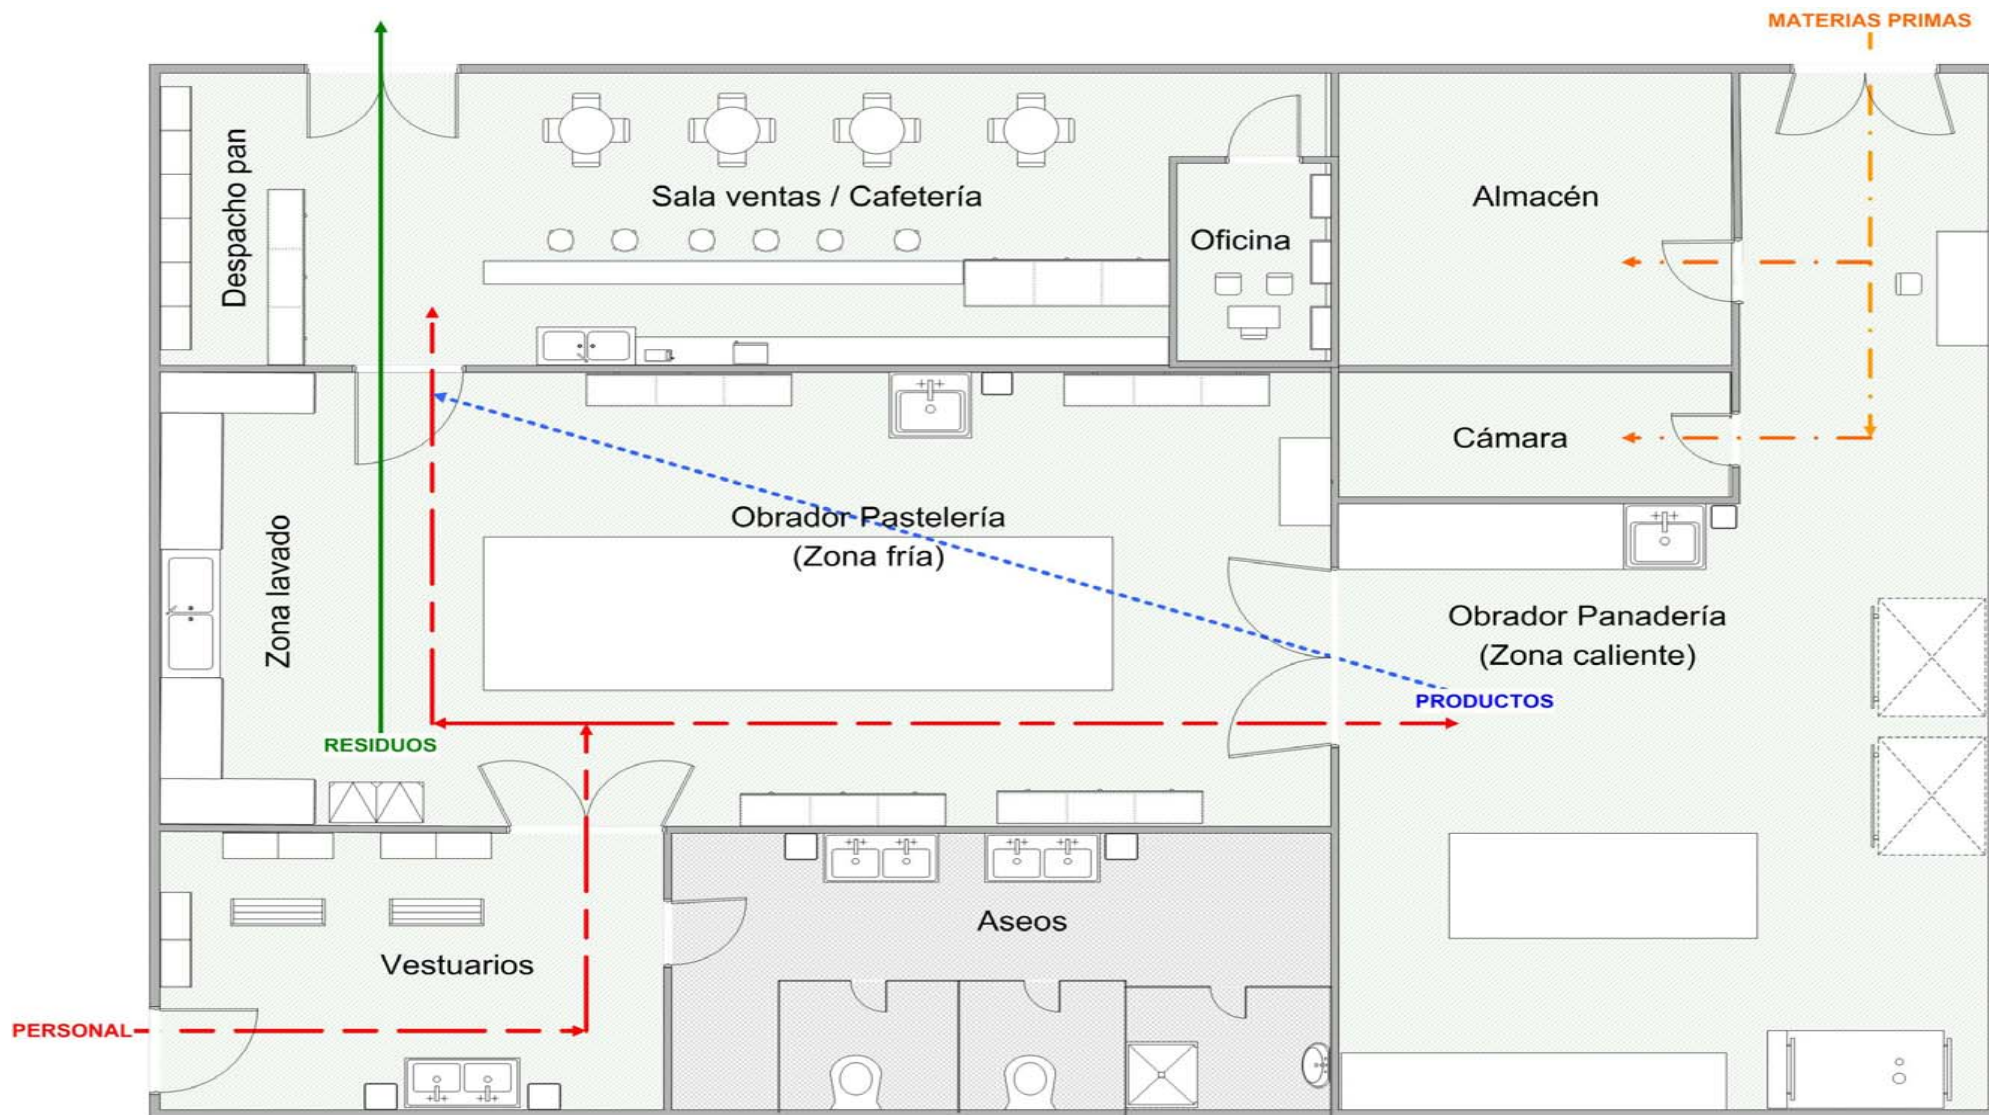 MATERIAS PRIMAS
Despacho pan
Sala ventas / Cafetería
Oficina
Almacén
Cámara
Zona lavado
Obrador Pastelería
(Zona fría)
Obrador Panadería
(Zona caliente)
PRODUCTOS
RESIDUOS
Aseos
Vestuarios
PERSONAL